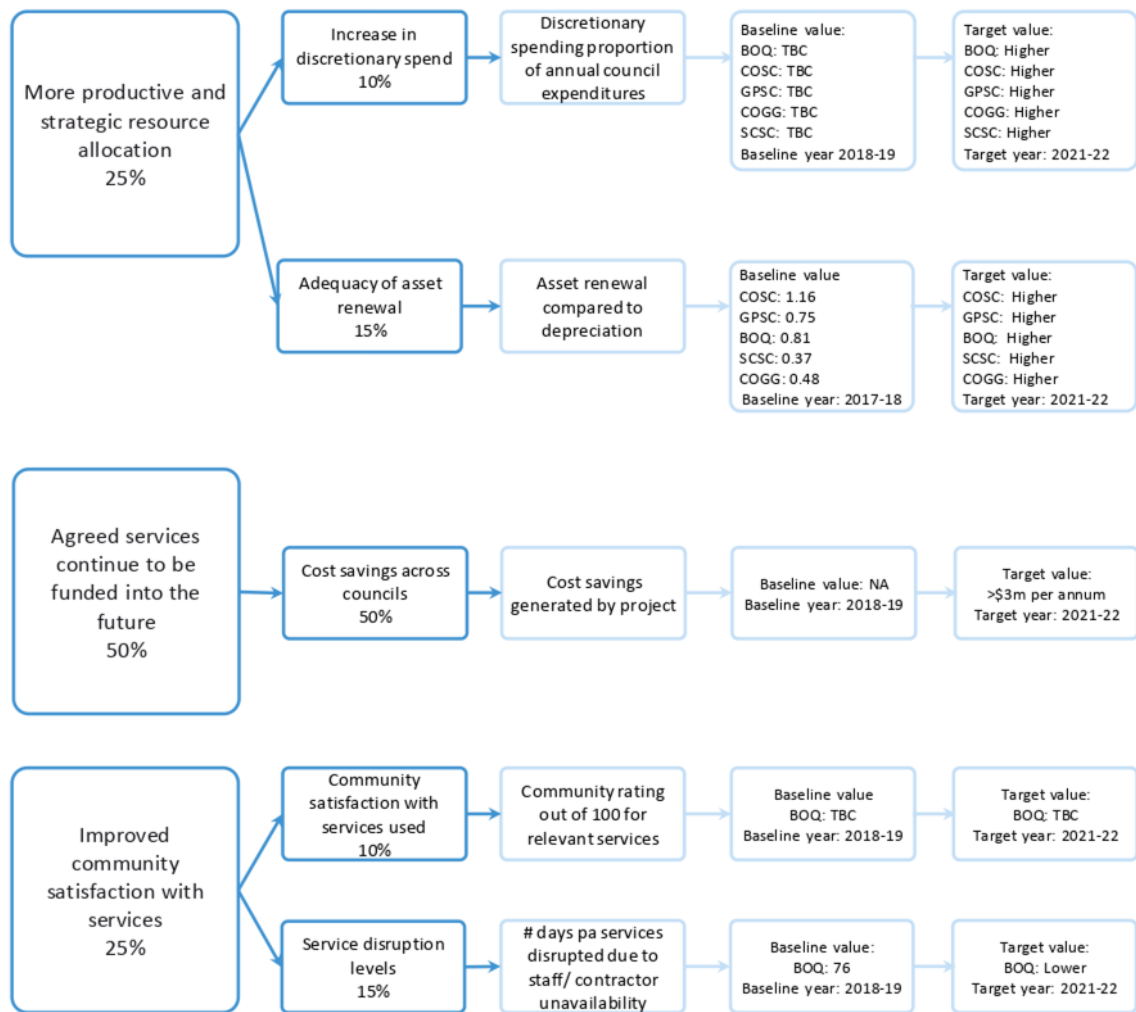 More productive and
strategic resource
allocation
25%
Increase in
discretionary spend
10%
Discretionary
spending proportion
of annual council
expenditures
Baseline value:
BOQ: TBC
COSC: TBC
GPSC: TBC
COGG: TBC
SCSC: TBC
Baseline year 2018-19
Target value:
BOQ: Higher
COSC: Higher
GPSC: Higher
COGG: Higher
SCSC: Higher
Target year: 2021-22
Adequacy of asset
renewal
15%
Asset renewal
compared to
depreciation
Baseline value
COSC: 1.16
GPSC: 0.75
BOQ: 0.81
SCSC: 0.37
COGG: 0.48
Baseline year: 2017-18
Target value:
COSC: Higher
GPSC: Higher
BOQ: Higher
SCSC: Higher
COGG: Higher
Target year: 2021-22
Agreed services
continue to be
funded into the
future
50%
Cost savings across
councils
50%
Cost savings
generated by project
Baseline value: NA
Baseline year: 2018-19
Target value:
>$3m per annum
Target year: 2021-22
Improved
community
satisfaction with
services
25%
Community
satisfaction with
services used
10%
Community rating
out of 100 for
relevant services
Baseline value
BOQ: TBC
Baseline year: 2018-19
Target value:
BOQ: TBC
Target year: 2021-22
Service disruption
levels
15%
# days pa services
disrupted due to
staff/ contractor
unavailability
Baseline value:
BOQ: 76
Baseline year: 2018-19
Target value:
BOQ: Lower
Target year: 2021-22